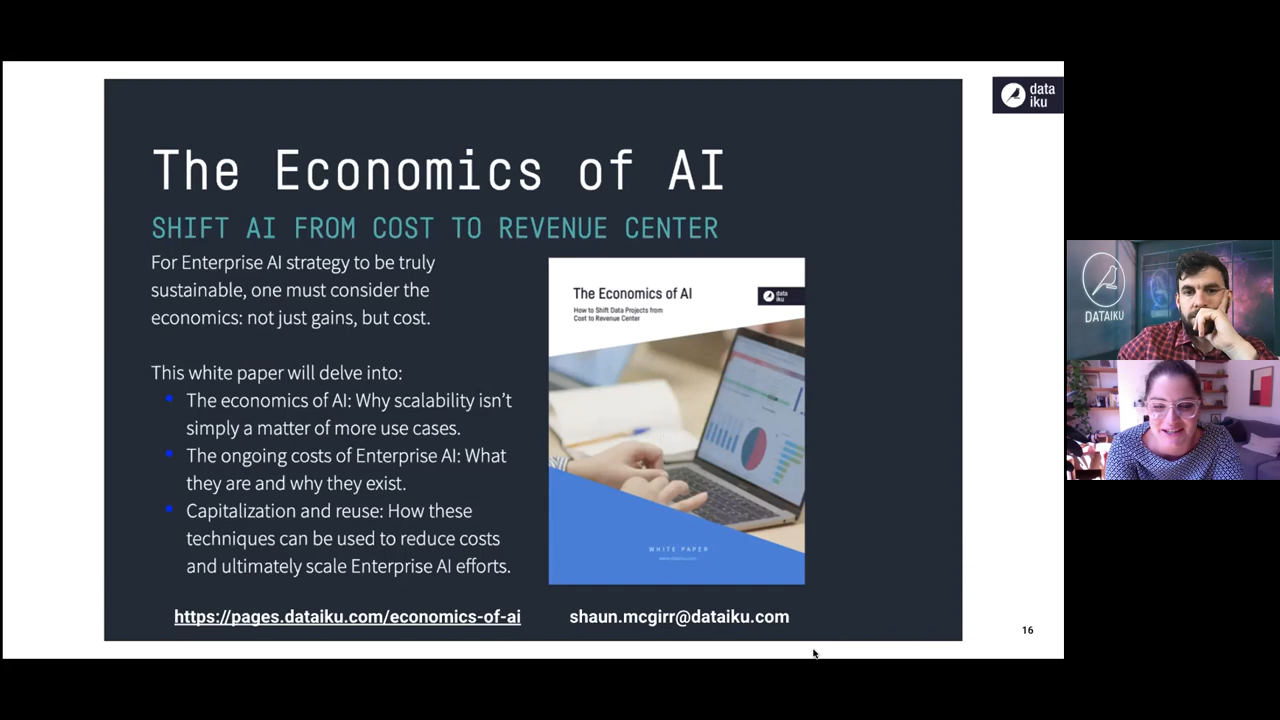 data
iku
The Economics of AI
SHIFT AI FROM COST TO REVENUE CENTER
For Enterprise AI strategy to be truly
sustainable, one must consider the
economics: not just gains, but cost.
This white paper will delve into:
The economics of AI: Why scalability isn't
simply a matter of more use cases.
The ongoing costs of Enterprise AI: What
they are and why they exist.
Capitalization and reuse: How these
techniques can be used to reduce costs
and ultimately scale Enterprise AI efforts.
The Economics of AI
How to Shift Data Projects from
Cost to Revenue Center
data
iku
WHITE PAPER
https://pages.dataiku.com/economics-of-ai
shaun.mcgirr@dataiku.com
16
DATAIKU